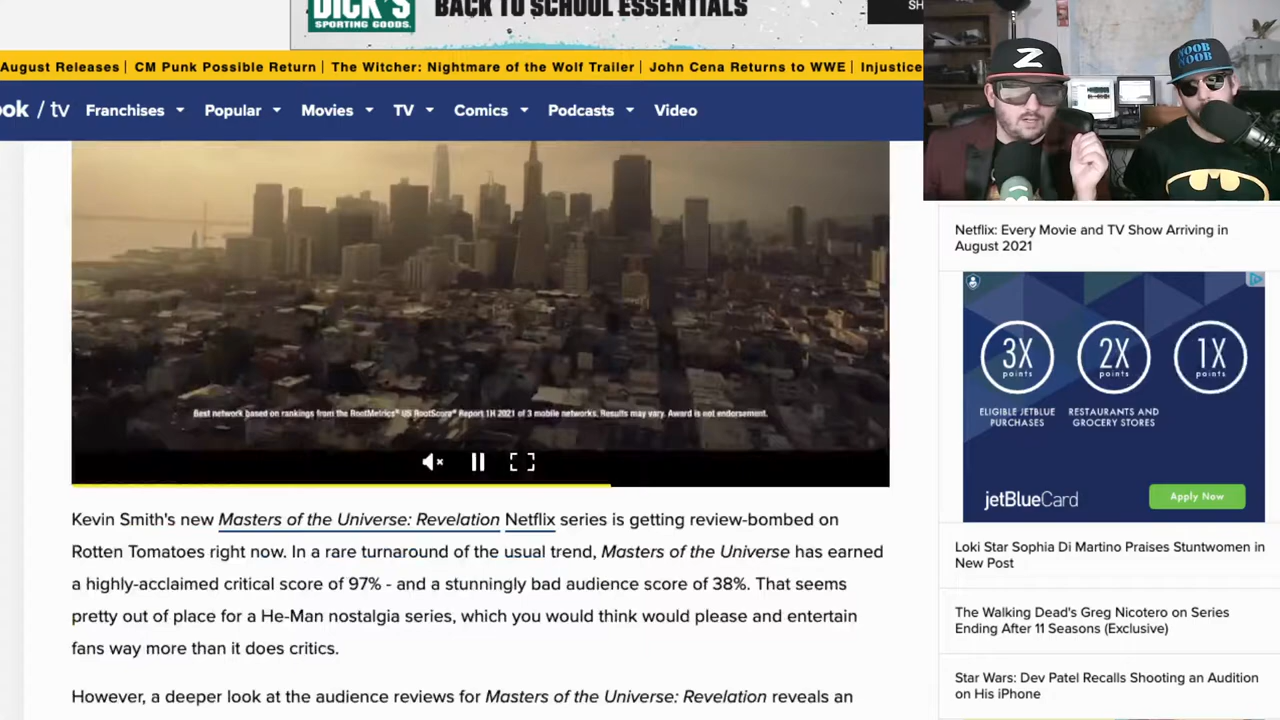 DICK'S
SPORTING GOODS.
BACK TO SCHOOL ESSENTIALS
SH
August Releases | CM Punk Possible Return | The Witcher: Nightmare of the Wolf Trailer | John Cena Returns to WWE | Injustice
ook / tv Franchises Popular Movies TV Comics Podcasts Video
Z
NOOB
NOOB
Best network based on rankings from the RootMetrics® US RootScore® Report 1H 2021 of 3 mobile networks. Results may vary. Award is not endorsement.
Kevin Smith's new Masters of the Universe: Revelation Netflix series is getting review-bombed on
Rotten Tomatoes right now. In a rare turnaround of the usual trend, Masters of the Universe has earned
a highly-acclaimed critical score of 97% - and a stunningly bad audience score of 38%. That seems
pretty out of place for a He-Man nostalgia series, which you would think would please and entertain
fans way more than it does critics.
However, a deeper look at the audience reviews for Masters of the Universe: Revelation reveals an
Netflix: Every Movie and TV Show Arriving in
August 2021
3X 2X 1X
points points points
ELIGIBLE JETBLUE RESTAURANTS AND
PURCHASES GROCERY STORES
jetBlueCard Apply Now
Loki Star Sophia Di Martino Praises Stuntwomen in
New Post
The Walking Dead's Greg Nicotero on Series
Ending After 11 Seasons (Exclusive)
Star Wars: Dev Patel Recalls Shooting an Audition
on His iPhone